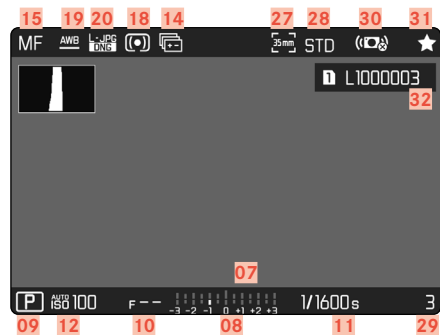 15 19 20 18 14 27 28 30 31
MF AWB L-JPG DNG 35mm STD
1 L1000003
32
07
P AUTO ISO 100 F-- -3 -2 -1 0 +1 +2 +3 1/1600s 3
09 12 10 08 11 29